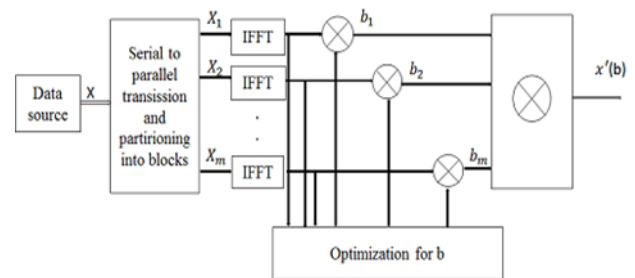 Data
source
X
Serial to
parallel
transission
and
partirioning
into blocks
X₁
IFFT
b₁
X₂
IFFT
b₂
.
.
Xₘ
IFFT
bₘ
x'(b)
Optimization for b